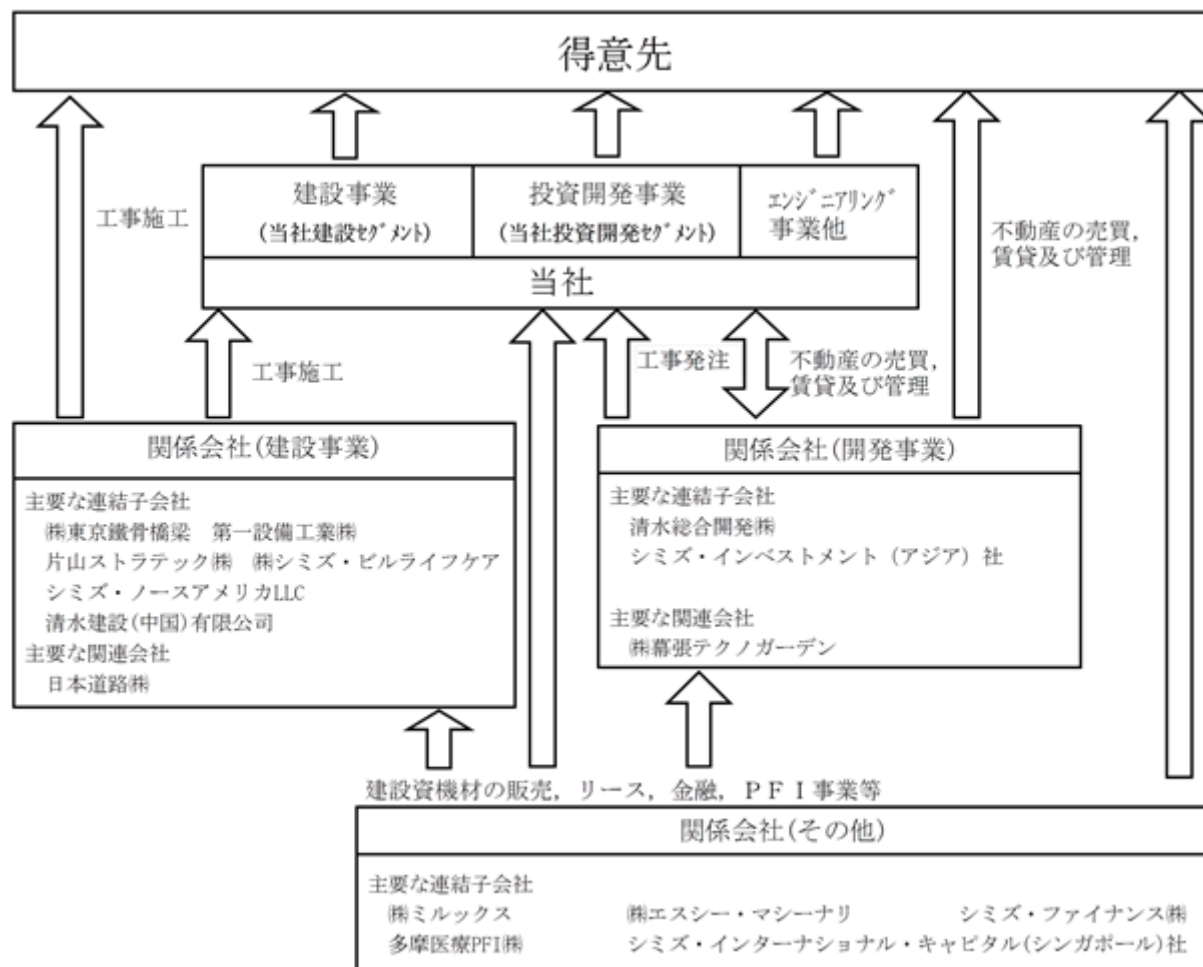 得意先
建設事業
(当社建設ｾｸﾞﾒﾝﾄ)
投資開発事業
(当社投資開発ｾｸﾞﾒﾝﾄ)
ｴﾝｼﾞﾆｱﾘﾝｸﾞ
事業他
当社
工事施工
不動産の売買，
賃貸及び管理
工事施工
工事発注
不動産の売買，
賃貸及び管理
関係会社(建設事業)
主要な連結子会社
㈱東京鐵骨橋梁　第一設備工業㈱
片山ストラテック㈱　㈱シミズ・ビルライフケア
シミズ・ノースアメリカLLC
清水建設(中国)有限公司
主要な関連会社
日本道路㈱
関係会社(開発事業)
主要な連結子会社
清水総合開発㈱
シミズ・インベストメント（アジア）社
主要な関連会社
㈱幕張テクノガーデン
建設資機材の販売，リース，金融，ＰＦＩ事業等
関係会社(その他)
主要な連結子会社
㈱ミルックス　㈱エスシー・マシーナリ　シミズ・ファイナンス㈱
多摩医療PFI㈱　シミズ・インターナショナル・キャピタル(シンガポール)社